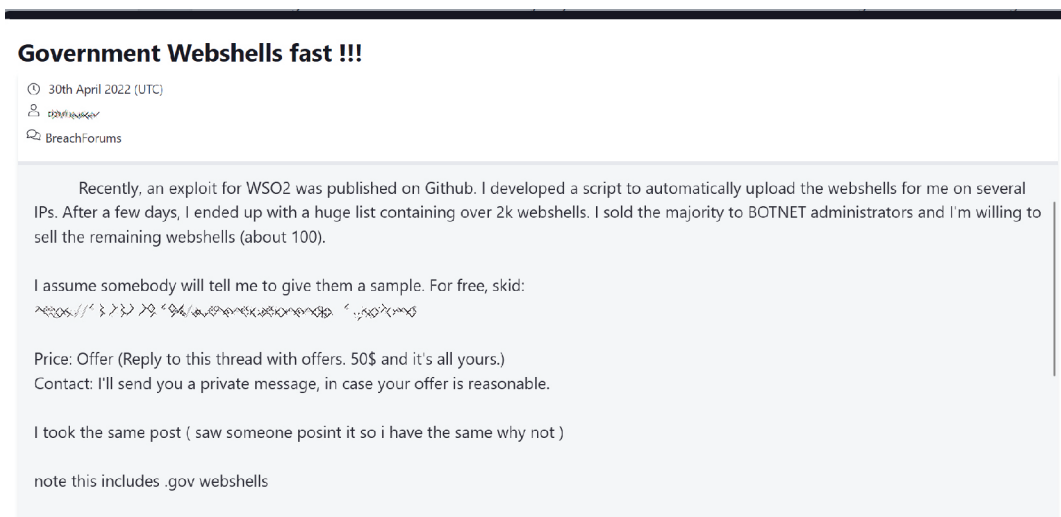 Government Webshells fast !!!
30th April 2022 (UTC)
BreachForums
Recently, an exploit for WSO2 was published on Github. I developed a script to automatically upload the webshells for me on several
IPs. After a few days, I ended up with a huge list containing over 2k webshells. I sold the majority to BOTNET administrators and I'm willing to
sell the remaining webshells (about 100).
I assume somebody will tell me to give them a sample. For free, skid:
Price: Offer (Reply to this thread with offers. 50$ and it's all yours.)
Contact: I'll send you a private message, in case your offer is reasonable.
I took the same post ( saw someone posint it so i have the same why not )
note this includes .gov webshells